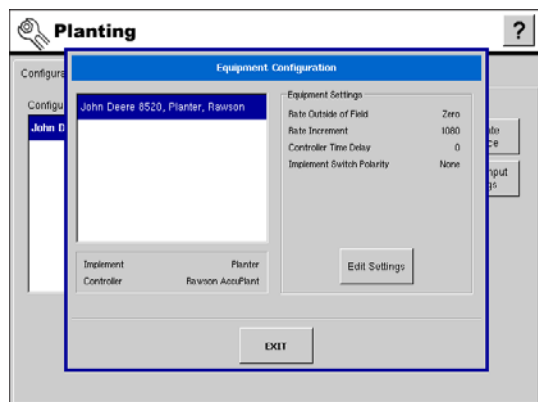 Planting
?
Configura
Equipment Configuration
Configu
John D
John Deere 8520, Planter, Rawson
Equipment Settings
Rate Outside of Field Zero
Rate Increment 1080
Controller Time Delay 0
Implement Switch Polarity None
ate
ce
nput
gs
Implement Planter
Controller Rawson AccuPlant
Edit Settings
EXIT